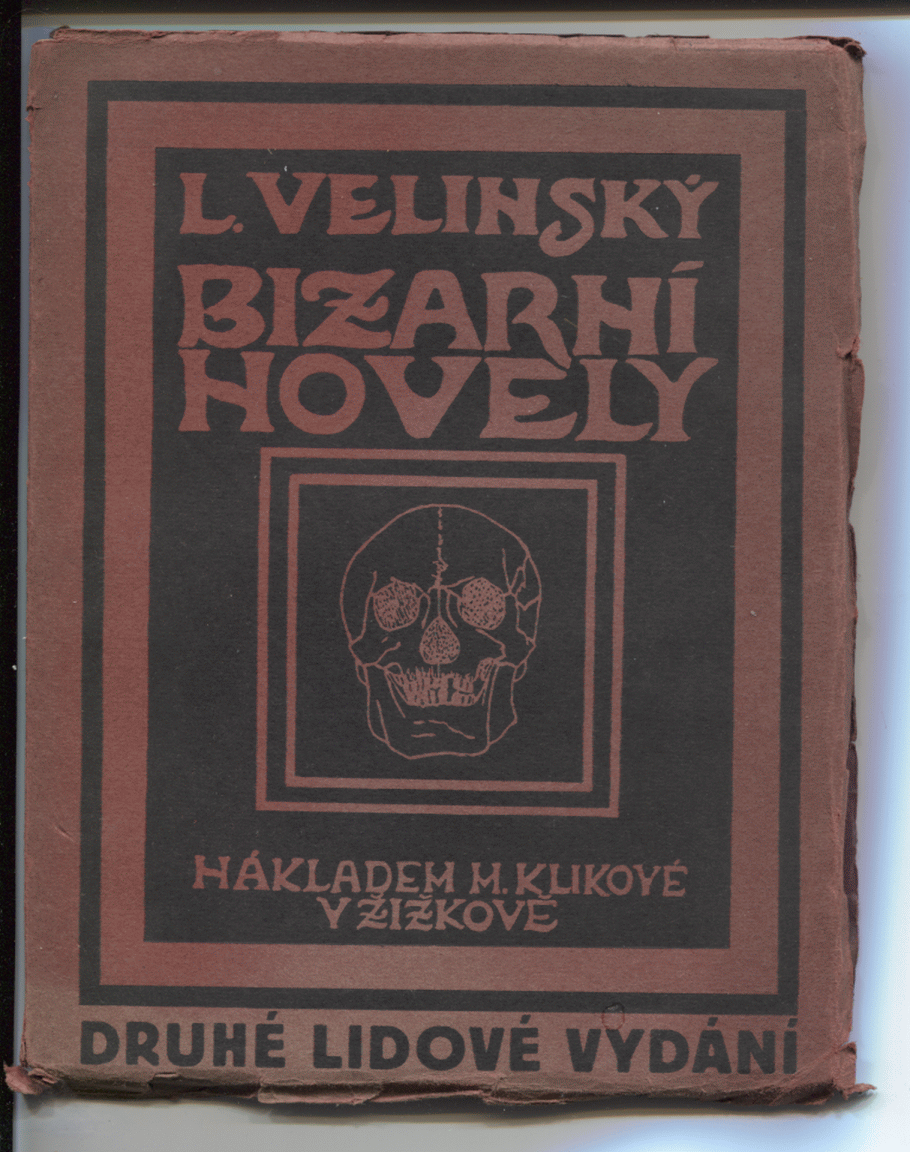 L. VELINSKÝ
BIZARNÍ
NOVELY
NÁKLADEM M. KLIKOVÉ
V ŽIŽKOVĚ
DRUHÉ LIDOVÉ VYDÁNÍ